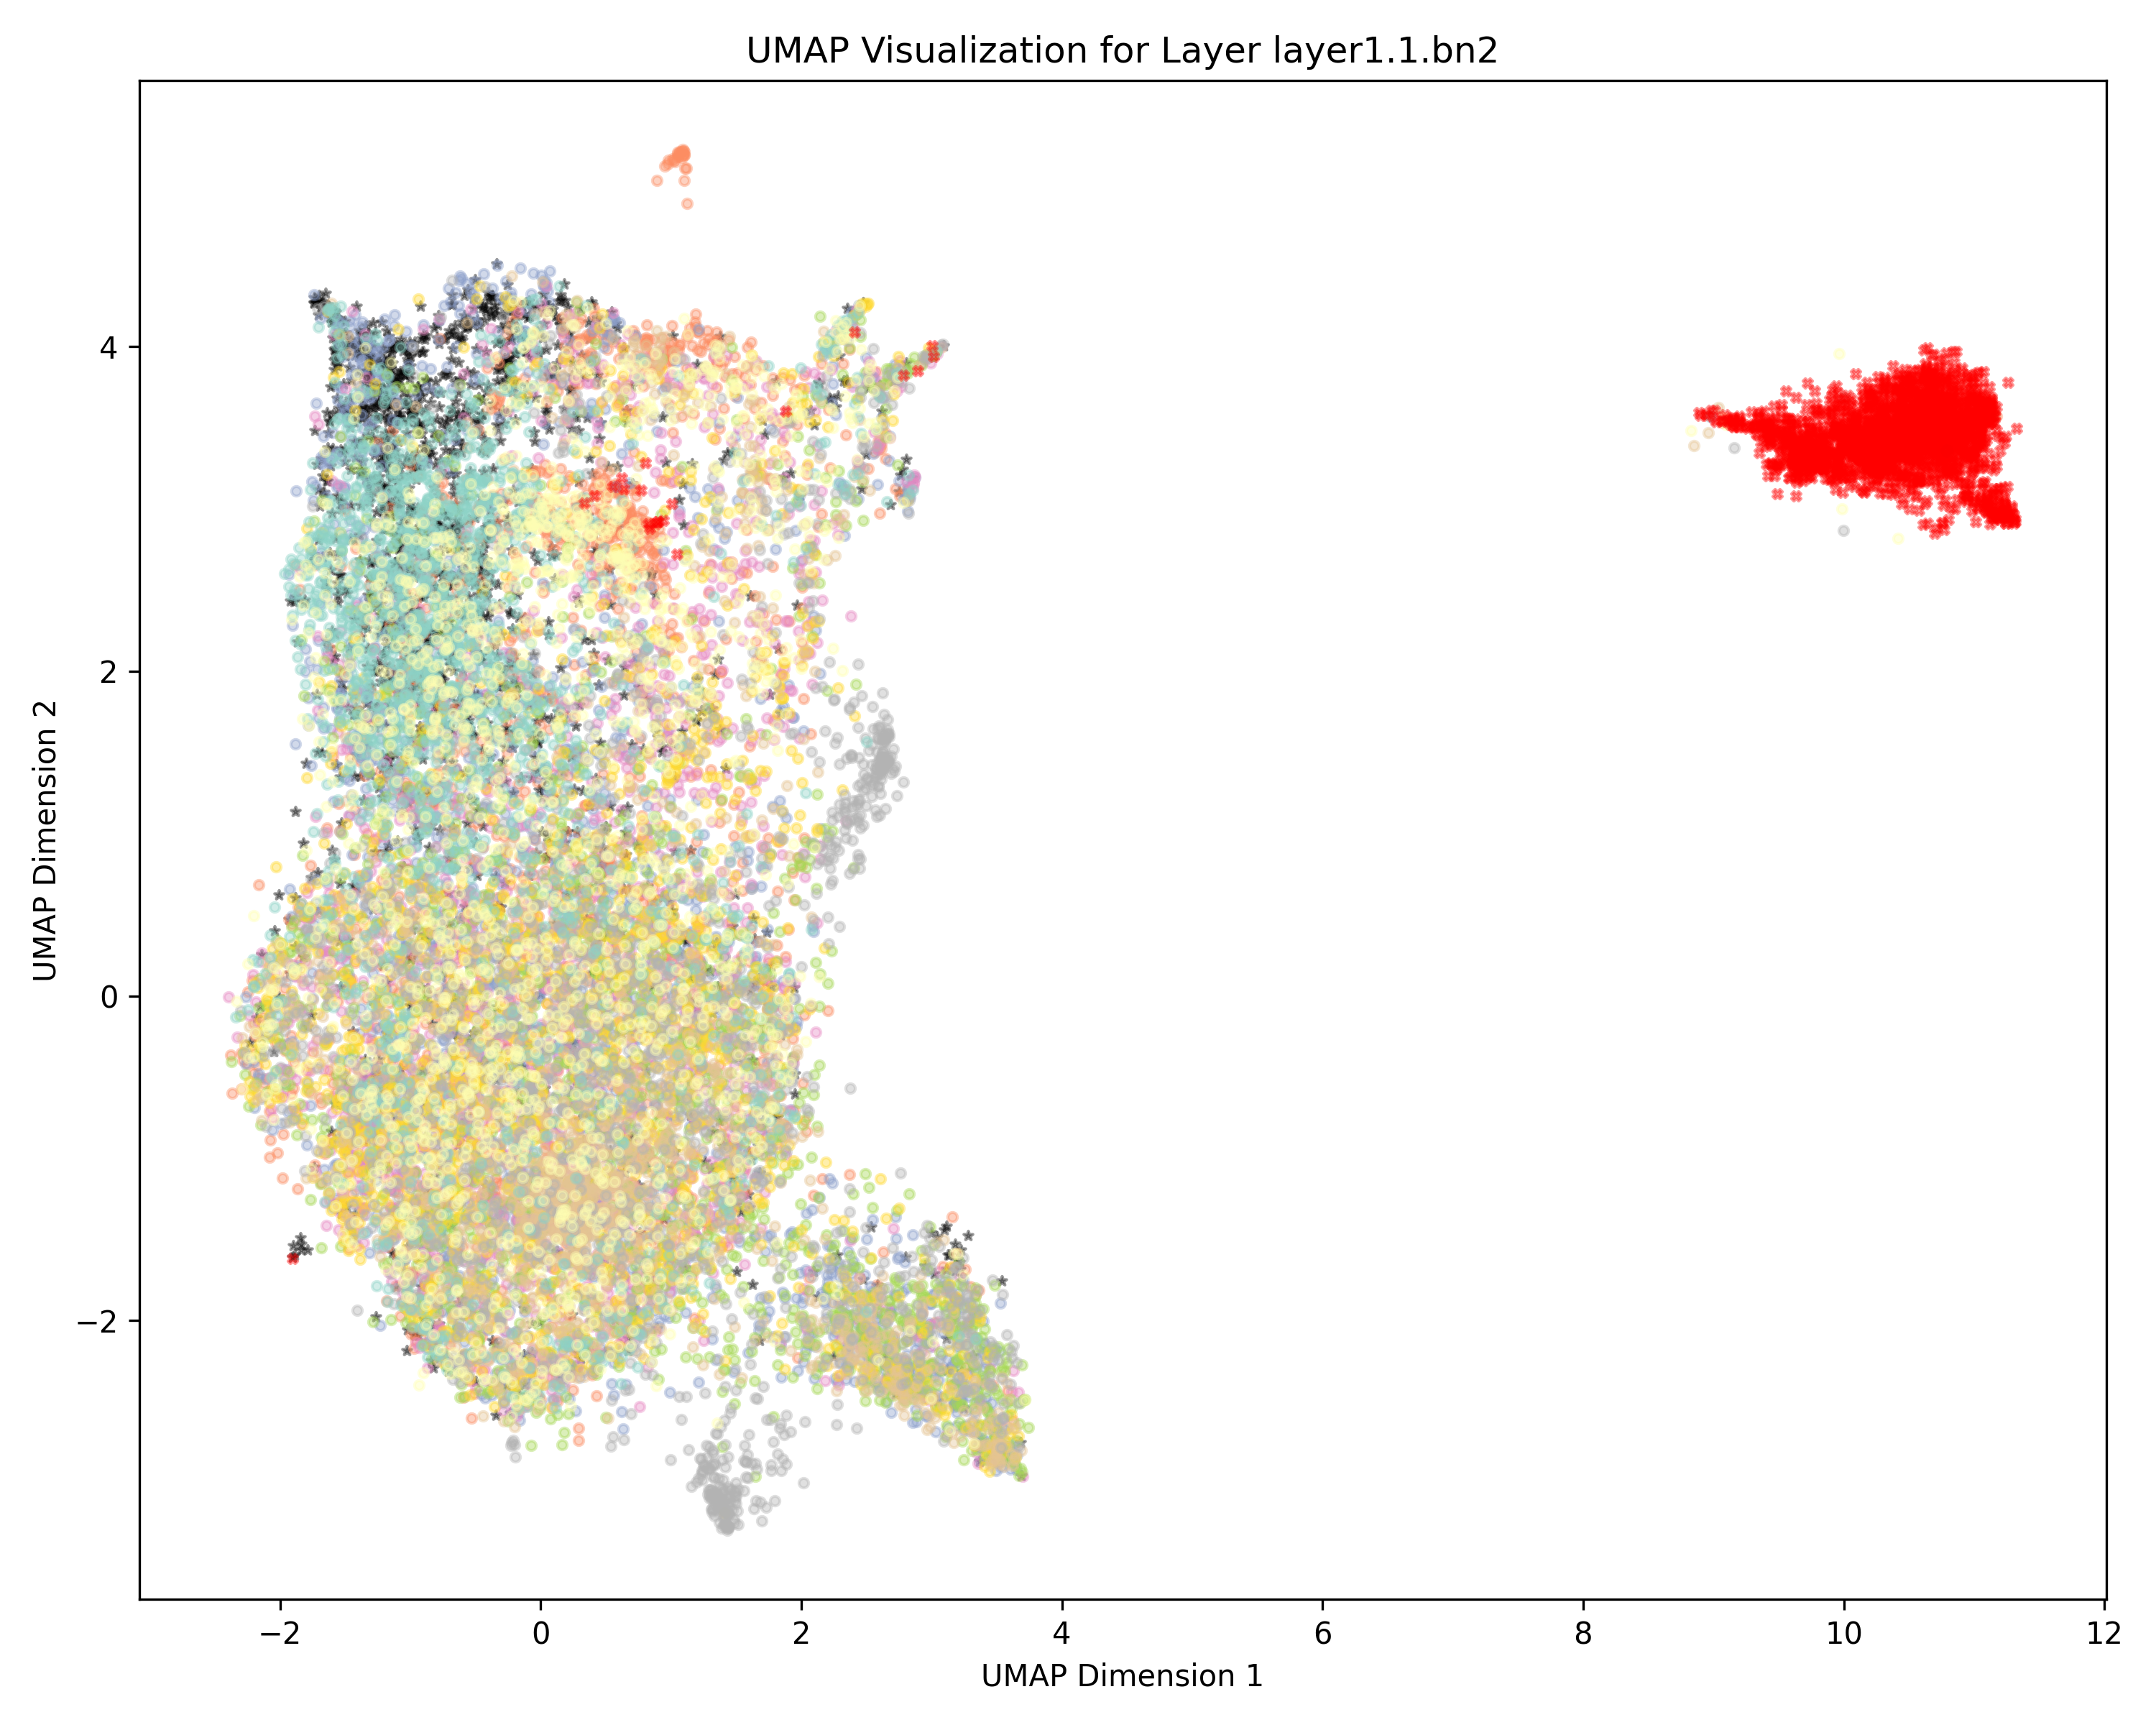 UMAP Visualization for Layer layer1.1.bn2
4
2
0
−2
UMAP Dimension 2
−2 0 2 4 6 8 10 12
UMAP Dimension 1